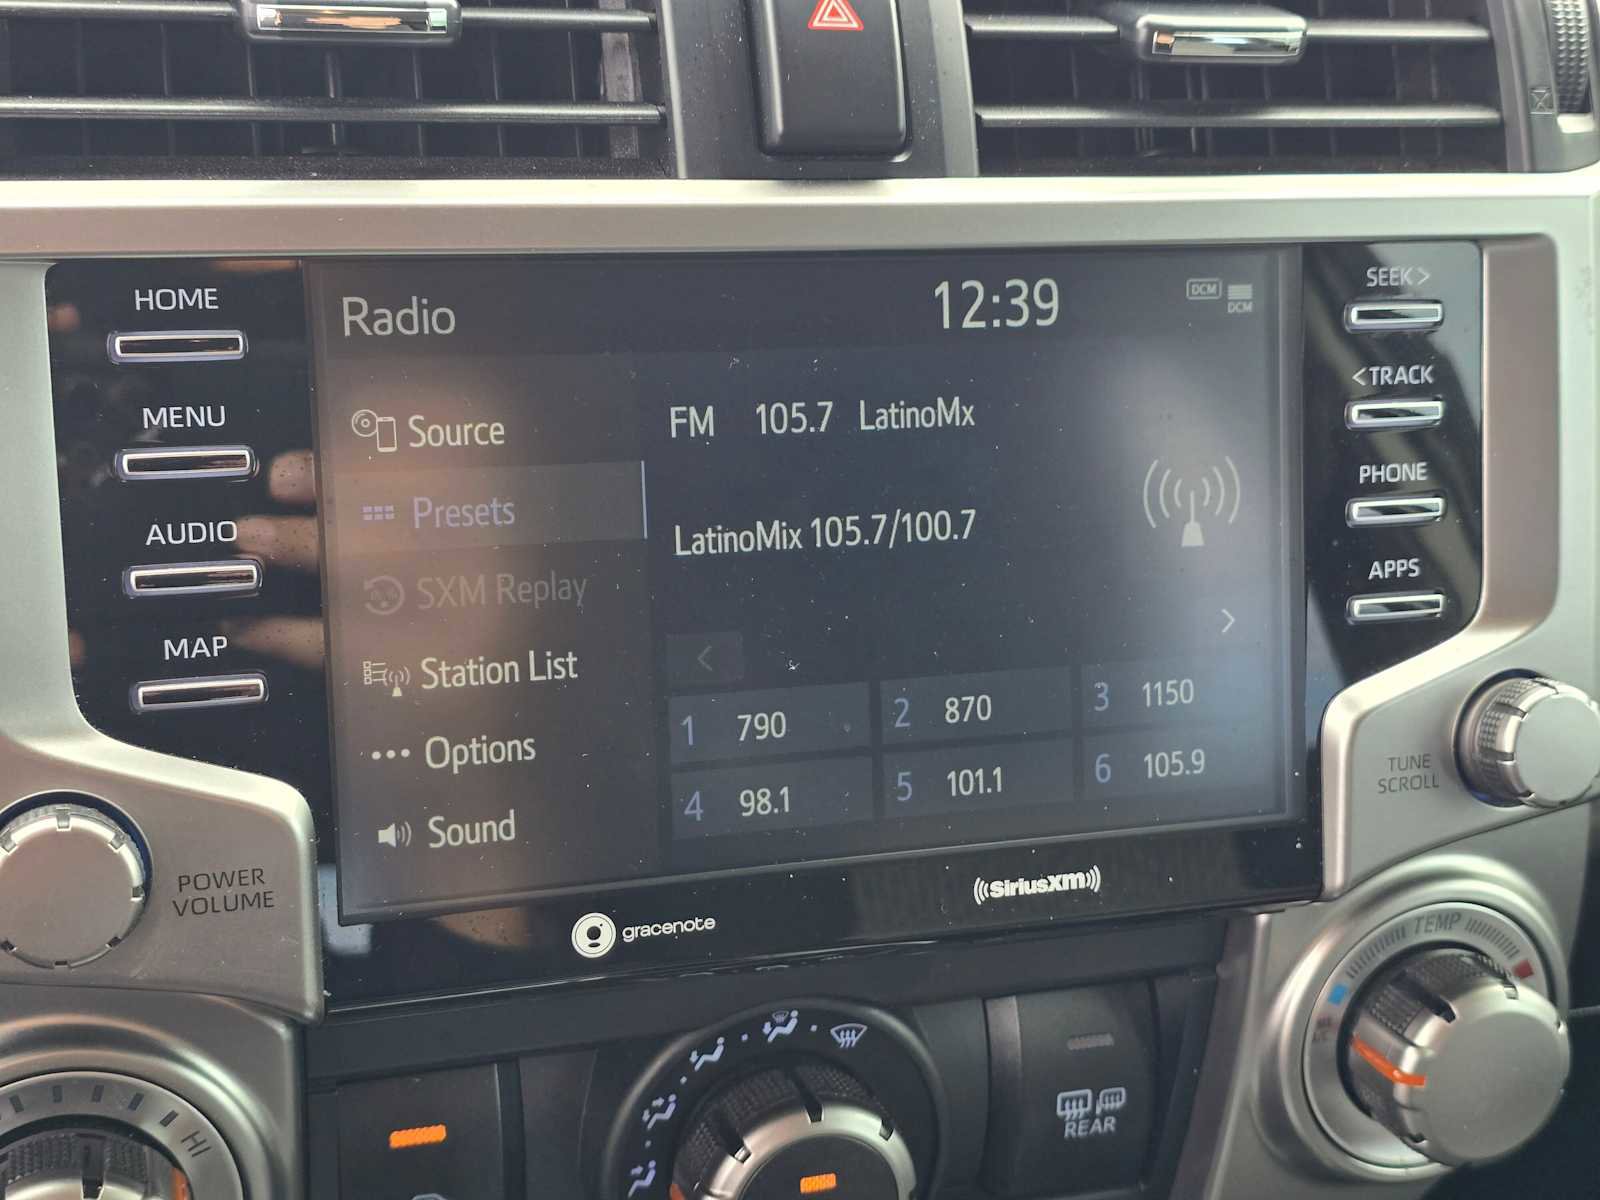 HOME
MENU
AUDIO
MAP
POWER
VOLUME
Radio
12:39
DCM
DCM
Source
Presets
SXM Replay
Station List
Options
Sound
FM 105.7 LatinoMx
LatinoMix 105.7/100.7
1 790
2 870
3 1150
4 98.1
5 101.1
6 105.9
gracenote
((SiriusXM))
SEEK >
< TRACK
PHONE
APPS
TUNE
SCROLL
TEMP
HI
REAR